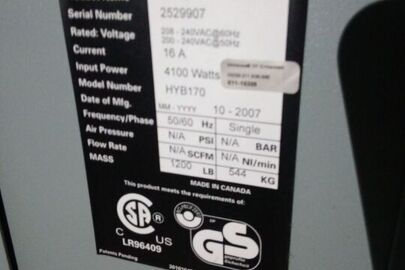 Serial Number 2529907
Rated: Voltage 208 - 240VAC@60Hz
200 - 240VAC@50Hz
Current 16 A
Input Power 4100 Watts
Model Number HYB170
Date of Mfg. MM - YYYY 10 - 2007
Frequency/Phase 50/60 Hz Single
Air Pressure N/A PSI N/A BAR
Flow Rate N/A SCFM N/A Nl/min
MASS 1200 LB 544 KG
MADE IN CANADA
This product meets the requirements of:
C US
LR96409
GS
geprüfte
Sicherheit
Patents Pending